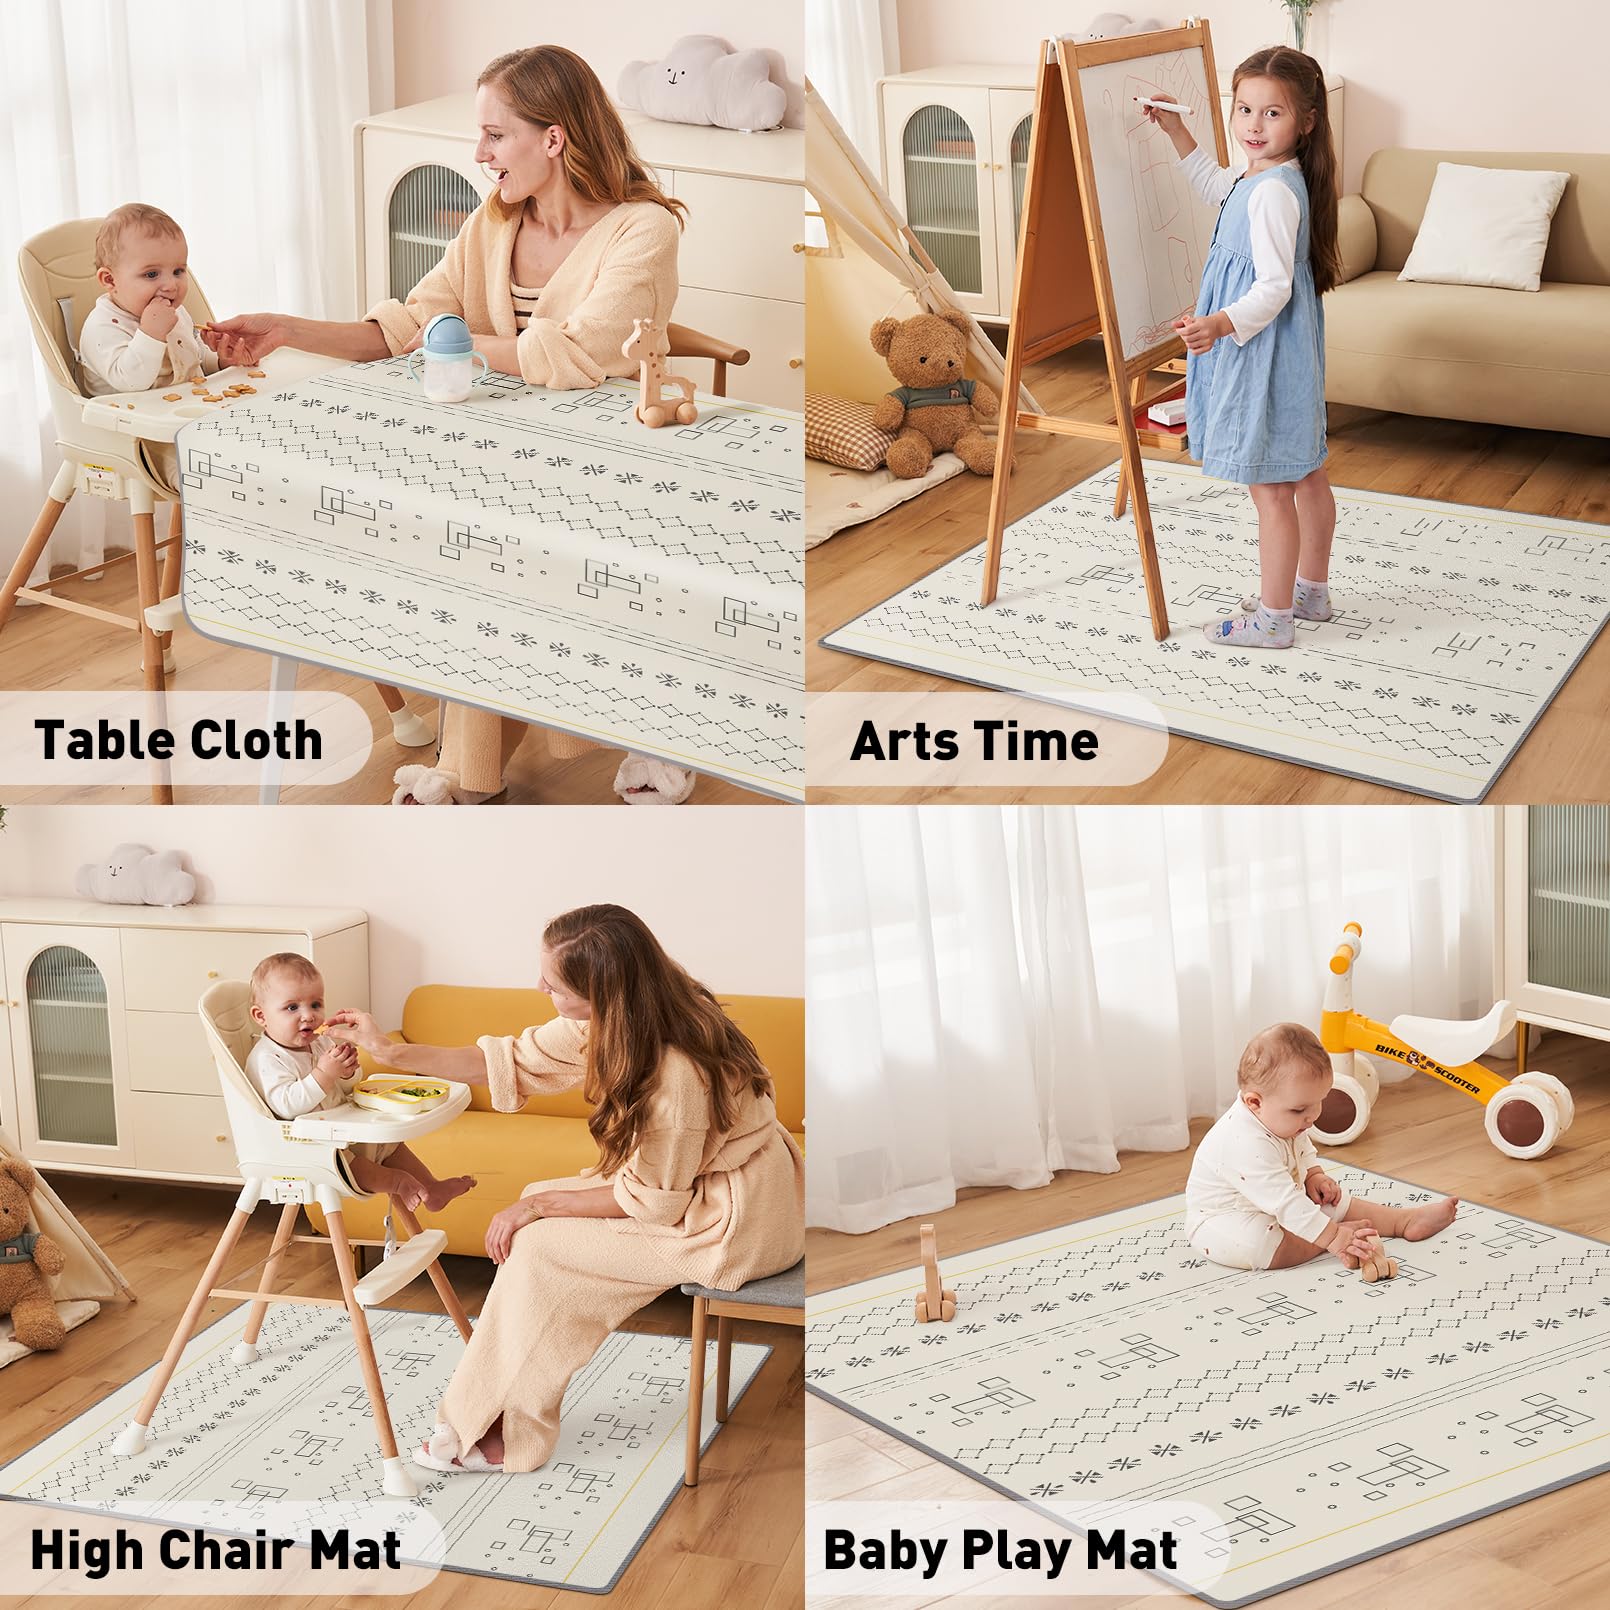 Table Cloth
Arts Time
High Chair Mat
Baby Play Mat
BIKE SCOOTER